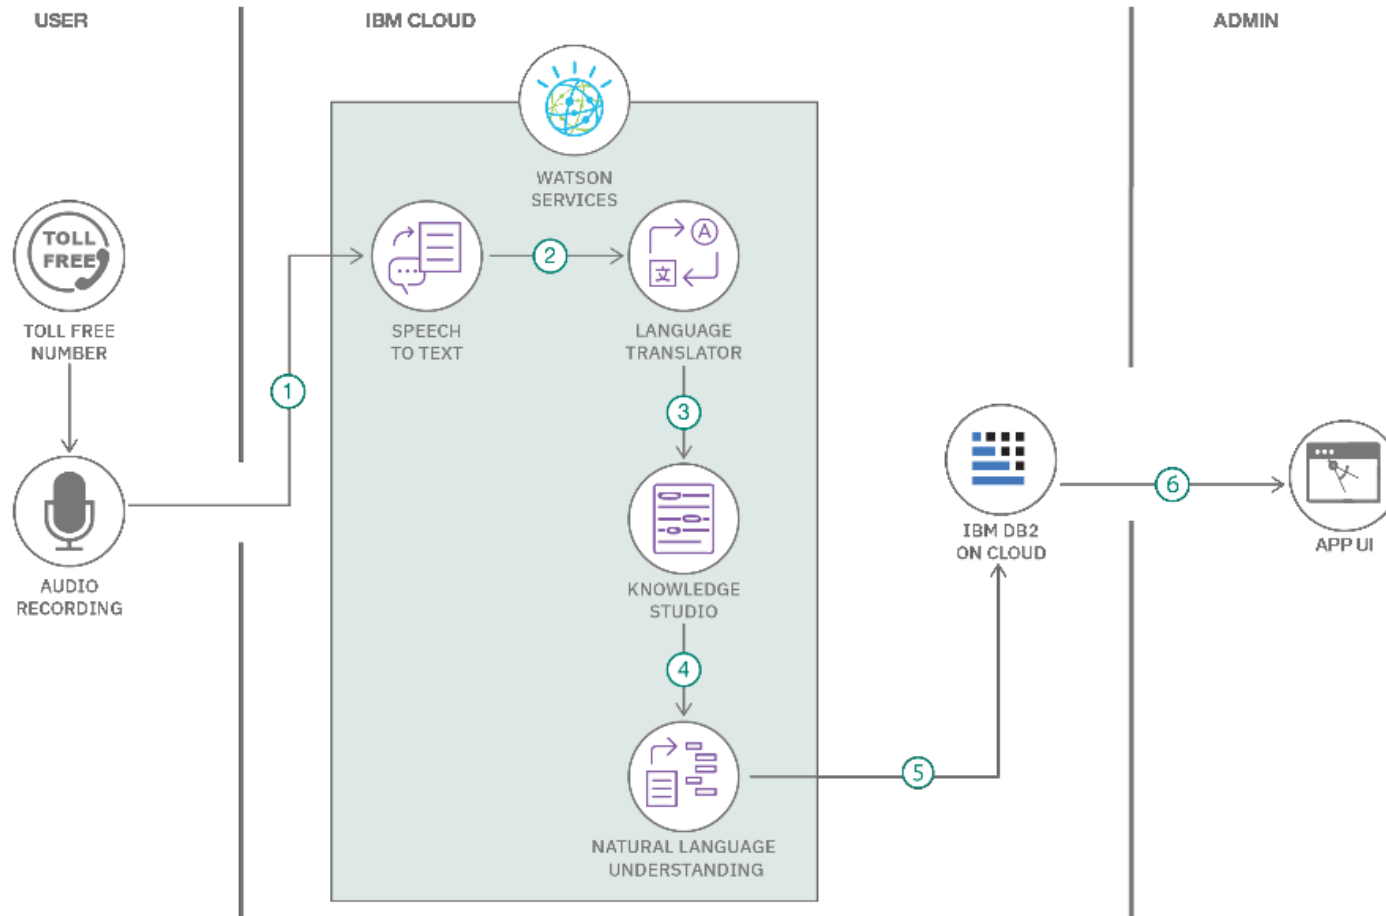 USER
IBM CLOUD
ADMIN
WATSON
SERVICES
TOLL
FREE
TOLL FREE
NUMBER
SPEECH
TO TEXT
2
A
文
LANGUAGE
TRANSLATOR
1
3
AUDIO
RECORDING
KNOWLEDGE
STUDIO
4
NATURAL LANGUAGE
UNDERSTANDING
5
IBM DB2
ON CLOUD
6
APP UI